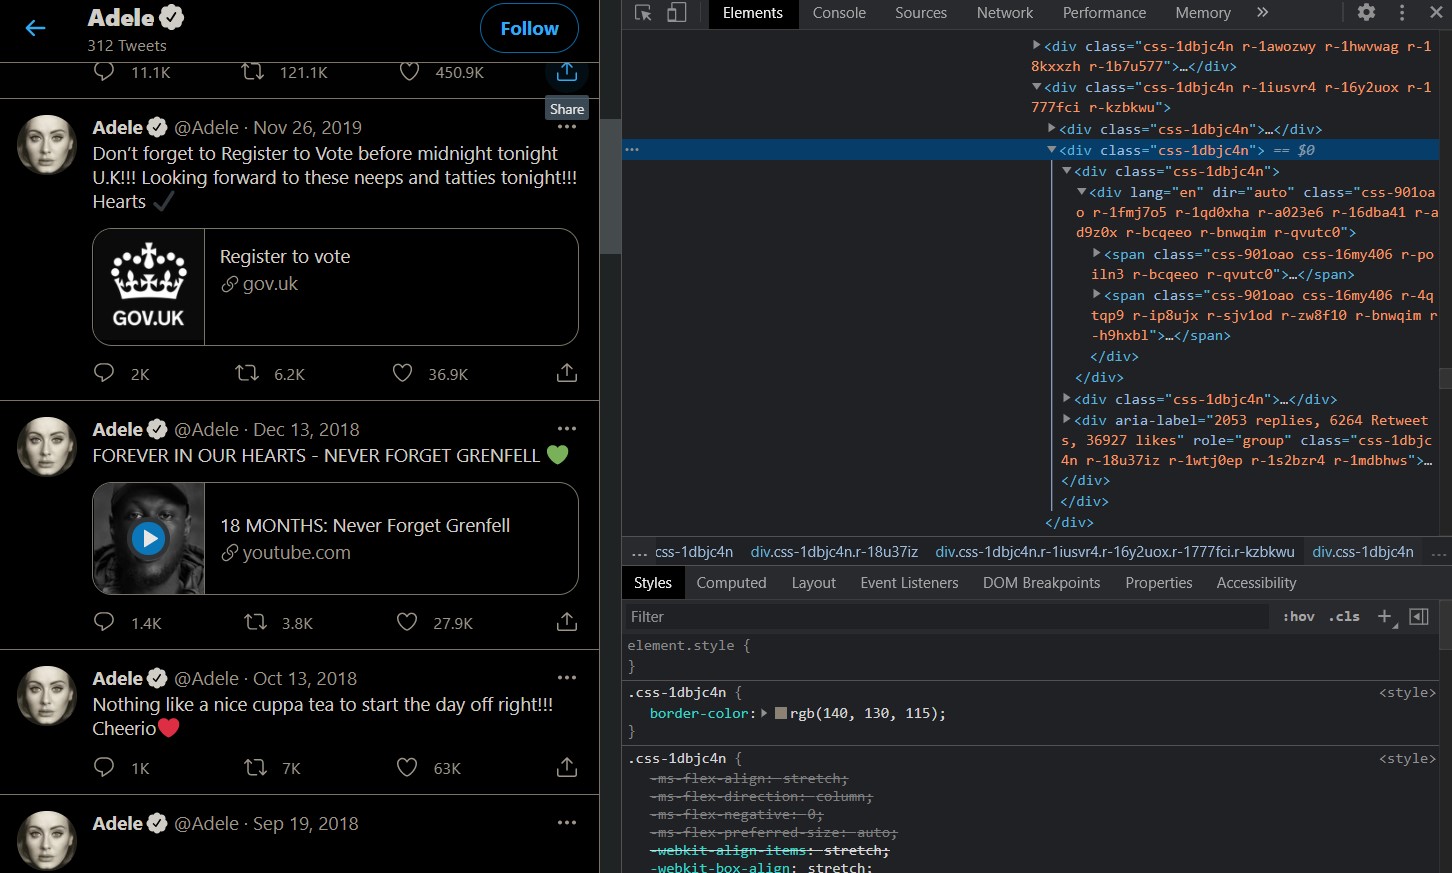 Adele
312 Tweets
Follow
11.1K 121.1K 450.9K
Share
Adele @Adele · Nov 26, 2019
Don’t forget to Register to Vote before midnight tonight
U.K!!! Looking forward to these neeps and tatties tonight!!!
Hearts
GOV.UK
Register to vote
gov.uk
2K 6.2K 36.9K
Adele @Adele · Dec 13, 2018
FOREVER IN OUR HEARTS - NEVER FORGET GRENFELL 💚
18 MONTHS: Never Forget Grenfell
youtube.com
1.4K 3.8K 27.9K
Adele @Adele · Oct 13, 2018
Nothing like a nice cuppa tea to start the day off right!!!
Cheerio❤️
1K 7K 63K
Adele @Adele · Sep 19, 2018
Elements Console Sources Network Performance Memory »
<div class="css-1dbjc4n r-1awozwy r-1hwvwag r-1
8kxxzh r-1b7u577">…</div>
<div class="css-1dbjc4n r-1iusvr4 r-16y2uox r-1
777fci r-kzbkwu">
<div class="css-1dbjc4n">…</div>
… <div class="css-1dbjc4n"> == $0
<div class="css-1dbjc4n">
<div lang="en" dir="auto" class="css-901oa
o r-1fmj7o5 r-1qd0xha r-a023e6 r-16dba41 r-a
d9z0x r-bcqeeo r-bnwqim r-qvutc0">
<span class="css-901oao css-16my406 r-po
iln3 r-bcqeeo r-qvutc0">…</span>
<span class="css-901oao css-16my406 r-4q
tqp9 r-ip8ujx r-sjv1od r-zw8f10 r-bnwqim r
-h9hxbl">…</span>
</div>
</div>
<div class="css-1dbjc4n">…</div>
<div aria-label="2053 replies, 6264 Retweet
s, 36927 likes" role="group" class="css-1dbjc
4n r-18u37iz r-1wtj0ep r-1s2bzr4 r-1mdbhws">…
</div>
</div>
</div>
… css-1dbjc4n div.css-1dbjc4n.r-18u37iz div.css-1dbjc4n.r-1iusvr4.r-16y2uox.r-1777fci.r-kzbkwu div.css-1dbjc4n …
Styles Computed Layout Event Listeners DOM Breakpoints Properties Accessibility
Filter :hov .cls +
element.style {
}
.css-1dbjc4n { <style>
border-color: rgb(140, 130, 115);
}
.css-1dbjc4n { <style>
-ms-flex-align: stretch;
-ms-flex-direction: column;
-ms-flex-negative: 0;
-ms-flex-preferred-size: auto;
-webkit-align-items: stretch;
-webkit-box-align: stretch;